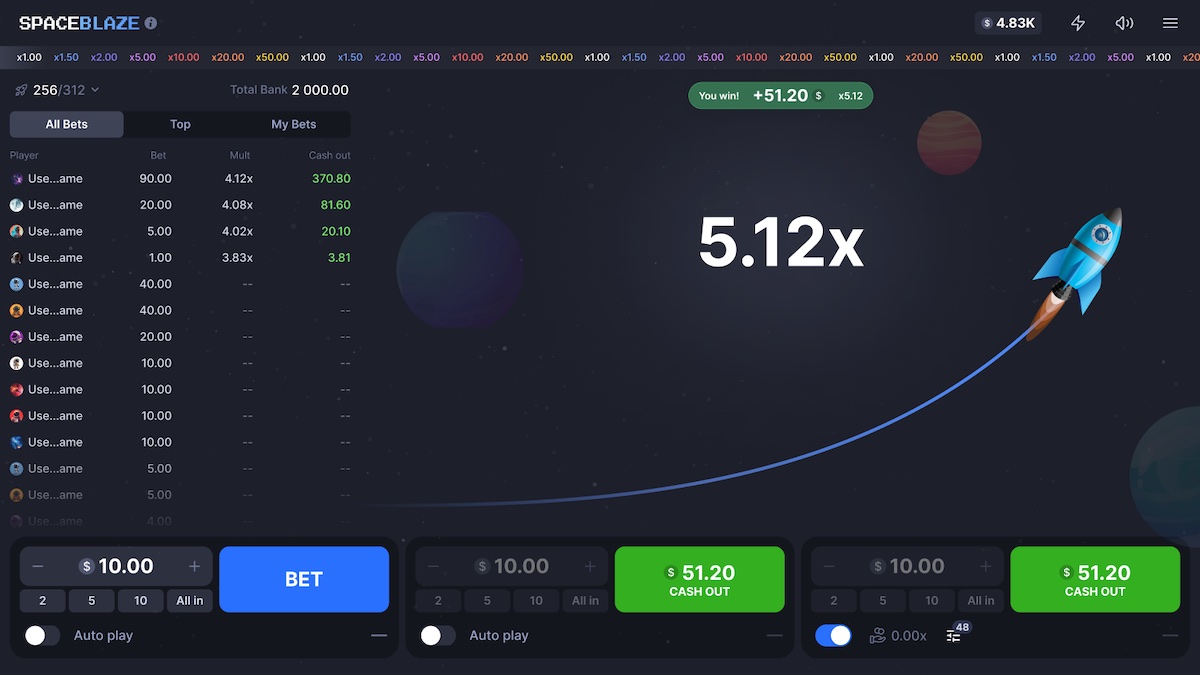 SPACEBLAZE
$ 4.83K
x1.00 x1.50 x2.00 x5.00 x10.00 x20.00 x50.00 x1.00 x1.50 x2.00 x5.00 x10.00 x20.00 x50.00 x1.00 x1.50 x2.00 x5.00 x10.00 x20.00 x50.00 x1.00 x20.00 x50.00 x1.00 x1.50 x2.00 x5.00 x1.00 x20
256/312 Total Bank 2 000.00
You win! +51.20 $ x5.12
All Bets Top My Bets
Player Bet Mult Cash out
Use...ame 90.00 4.12x 370.80
Use...ame 20.00 4.08x 81.60
Use...ame 5.00 4.02x 20.10
Use...ame 1.00 3.83x 3.81
Use...ame 40.00 -- --
Use...ame 40.00 -- --
Use...ame 20.00 -- --
Use...ame 10.00 -- --
Use...ame 10.00 -- --
Use...ame 10.00 -- --
Use...ame 10.00 -- --
Use...ame 5.00 -- --
Use...ame 5.00 -- --
Use...ame 4.00 -- --
5.12x
− $ 10.00 +
2 5 10 All in
BET
Auto play
− $ 10.00 +
2 5 10 All in
$ 51.20
CASH OUT
Auto play
− $ 10.00 +
2 5 10 All in
$ 51.20
CASH OUT
0.00x 48